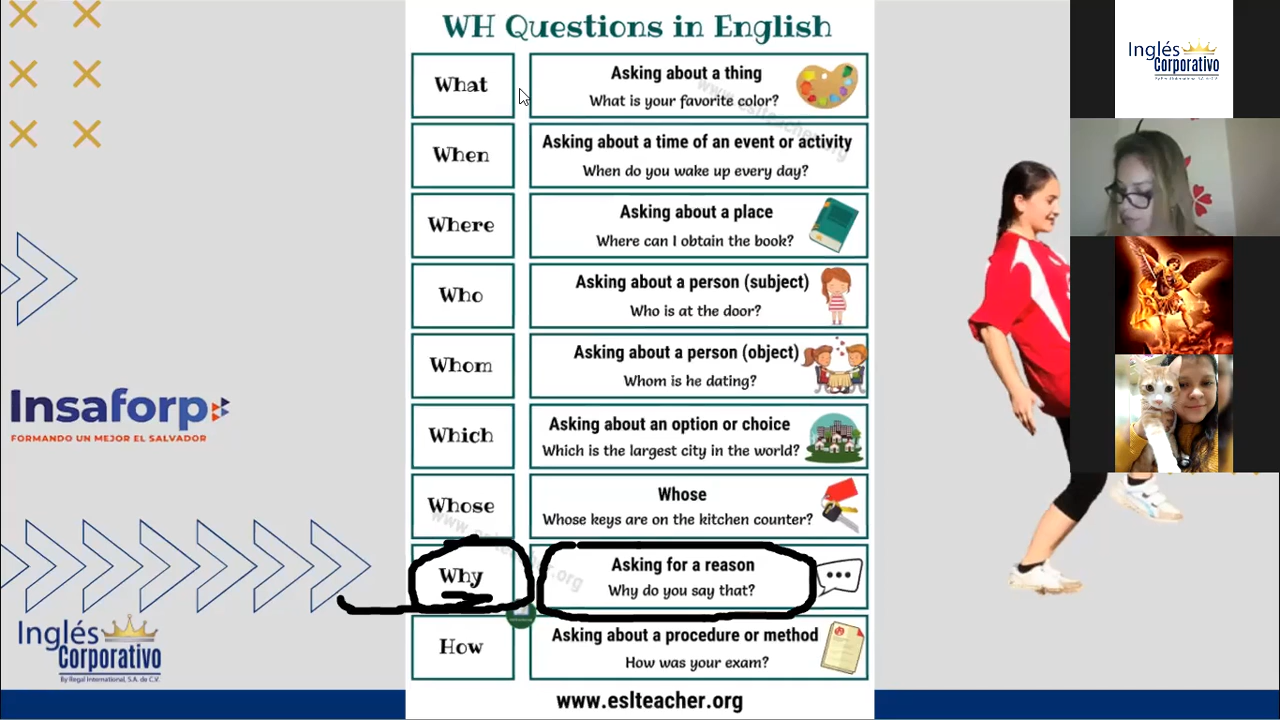 WH Questions in English
What
Asking about a thing
What is your favorite color?
When
Asking about a time of an event or activity
When do you wake up every day?
Where
Asking about a place
Where can I obtain the book?
Who
Asking about a person (subject)
Who is at the door?
Whom
Asking about a person (object)
Whom is he dating?
Which
Asking about an option or choice
Which is the largest city in the world?
Whose
Whose
Whose keys are on the kitchen counter?
Why
Asking for a reason
Why do you say that?
How
Asking about a procedure or method
How was your exam?
www.eslteacher.org
www.eslteacher.org
Insaforp
FORMANDO UN MEJOR EL SALVADOR
Inglés
Corporativo
By Regal International, S.A. de C.V.
Inglés
Corporativo